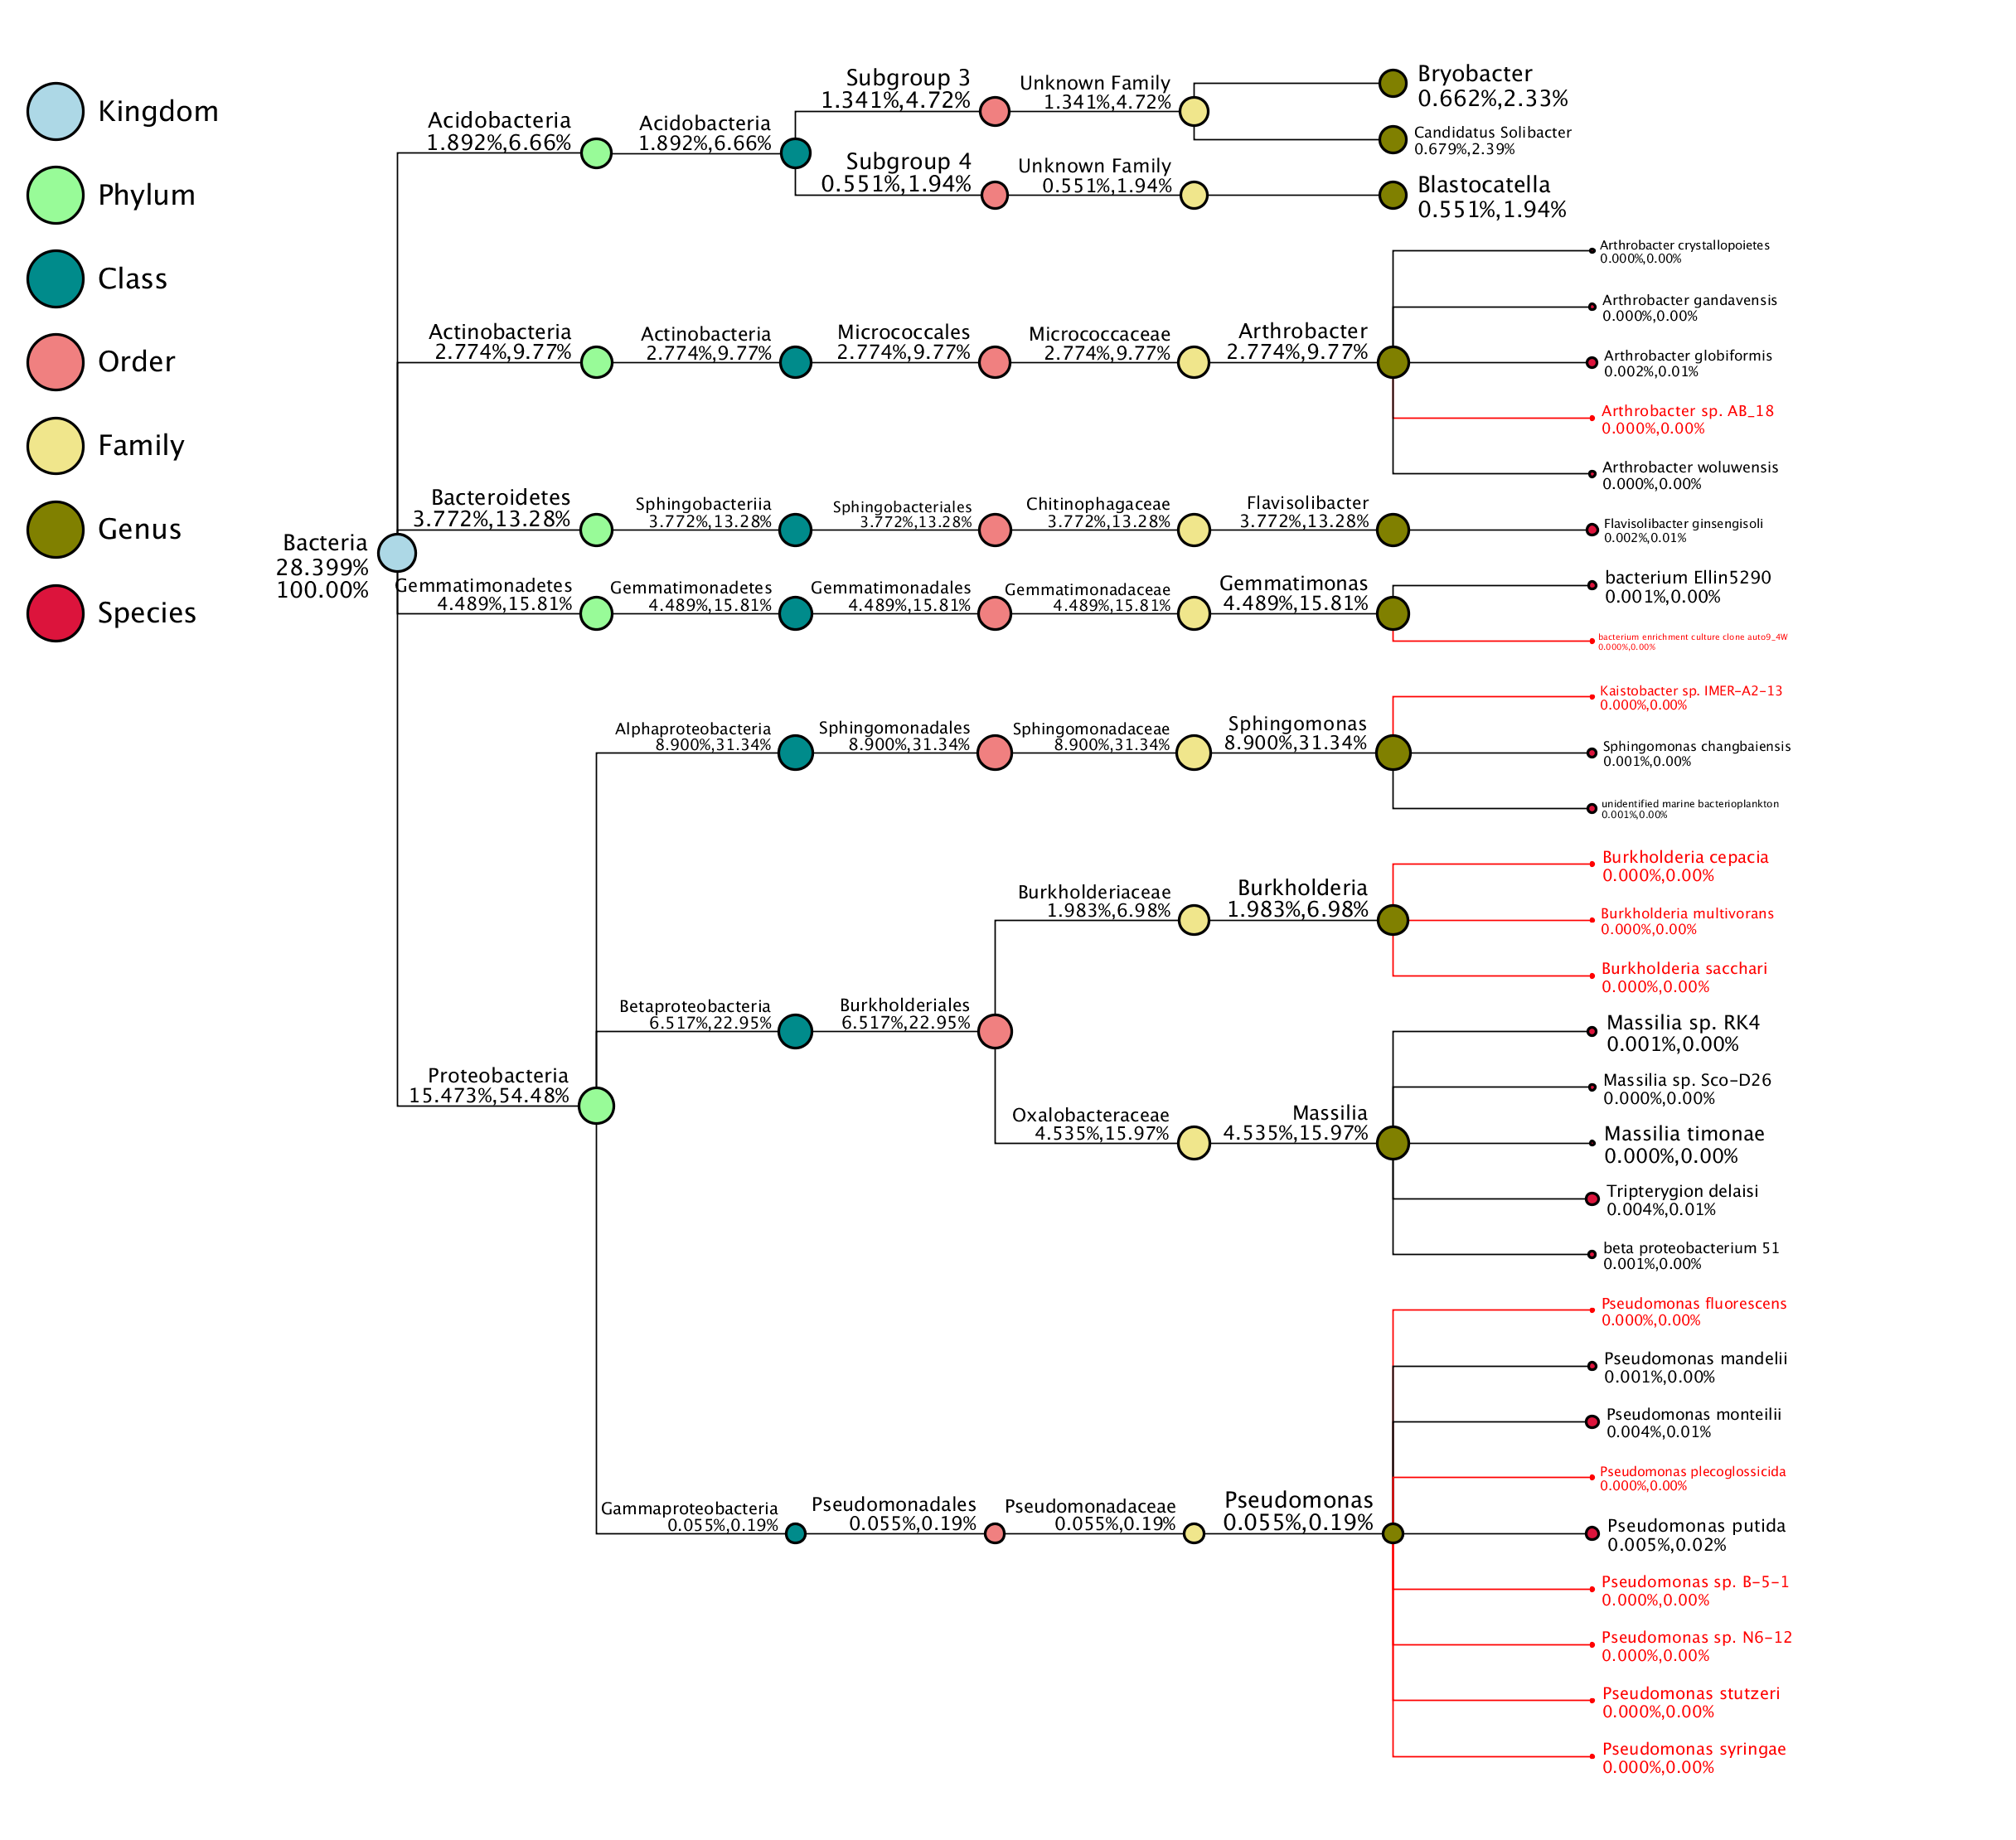 Kingdom
Phylum
Class
Order
Family
Genus
Species
Bacteria
28.399%
100.00%
Acidobacteria
1.892%,6.66%
Acidobacteria
1.892%,6.66%
Subgroup 3
1.341%,4.72%
Unknown Family
1.341%,4.72%
Bryobacter
0.662%,2.33%
Candidatus Solibacter
0.679%,2.39%
Subgroup 4
0.551%,1.94%
Unknown Family
0.551%,1.94%
Blastocatella
0.551%,1.94%
Actinobacteria
2.774%,9.77%
Actinobacteria
2.774%,9.77%
Micrococcales
2.774%,9.77%
Micrococcaceae
2.774%,9.77%
Arthrobacter
2.774%,9.77%
Arthrobacter crystallopoietes
0.000%,0.00%
Arthrobacter gandavensis
0.000%,0.00%
Arthrobacter globiformis
0.002%,0.01%
Arthrobacter sp. AB_18
0.000%,0.00%
Arthrobacter woluwensis
0.000%,0.00%
Bacteroidetes
3.772%,13.28%
Sphingobacteriia
3.772%,13.28%
Sphingobacteriales
3.772%,13.28%
Chitinophagaceae
3.772%,13.28%
Flavisolibacter
3.772%,13.28%
Flavisolibacter ginsengisoli
0.002%,0.01%
Gemmatimonadetes
4.489%,15.81%
Gemmatimonadetes
4.489%,15.81%
Gemmatimonadales
4.489%,15.81%
Gemmatimonadaceae
4.489%,15.81%
Gemmatimonas
4.489%,15.81%
bacterium Ellin5290
0.001%,0.00%
bacterium enrichment culture clone auto9_4W
0.000%,0.00%
Proteobacteria
15.473%,54.48%
Alphaproteobacteria
8.900%,31.34%
Sphingomonadales
8.900%,31.34%
Sphingomonadaceae
8.900%,31.34%
Sphingomonas
8.900%,31.34%
Kaistobacter sp. IMER-A2-13
0.000%,0.00%
Sphingomonas changbaiensis
0.001%,0.00%
unidentified marine bacterioplankton
0.001%,0.00%
Betaproteobacteria
6.517%,22.95%
Burkholderiales
6.517%,22.95%
Burkholderiaceae
1.983%,6.98%
Burkholderia
1.983%,6.98%
Burkholderia cepacia
0.000%,0.00%
Burkholderia multivorans
0.000%,0.00%
Burkholderia sacchari
0.000%,0.00%
Oxalobacteraceae
4.535%,15.97%
Massilia
4.535%,15.97%
Massilia sp. RK4
0.001%,0.00%
Massilia sp. Sco-D26
0.000%,0.00%
Massilia timonae
0.000%,0.00%
Tripterygion delaisi
0.004%,0.01%
beta proteobacterium 51
0.001%,0.00%
Gammaproteobacteria
0.055%,0.19%
Pseudomonadales
0.055%,0.19%
Pseudomonadaceae
0.055%,0.19%
Pseudomonas
0.055%,0.19%
Pseudomonas fluorescens
0.000%,0.00%
Pseudomonas mandelii
0.001%,0.00%
Pseudomonas monteilii
0.004%,0.01%
Pseudomonas plecoglossicida
0.000%,0.00%
Pseudomonas putida
0.005%,0.02%
Pseudomonas sp. B-5-1
0.000%,0.00%
Pseudomonas sp. N6-12
0.000%,0.00%
Pseudomonas stutzeri
0.000%,0.00%
Pseudomonas syringae
0.000%,0.00%